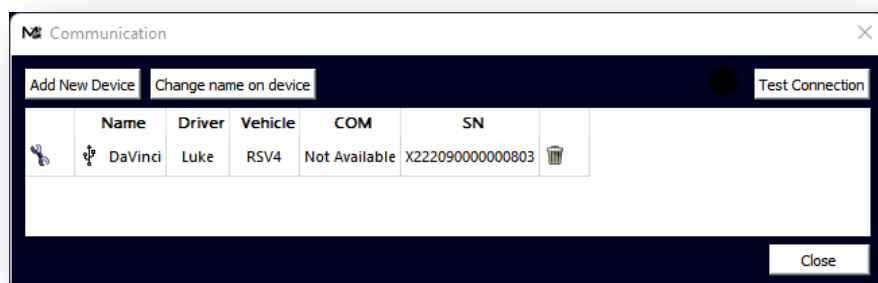 Communication
Add New Device Change name on device Test Connection
Name Driver Vehicle COM SN
DaVinci Luke RSV4 Not Available X222090000000803
Close